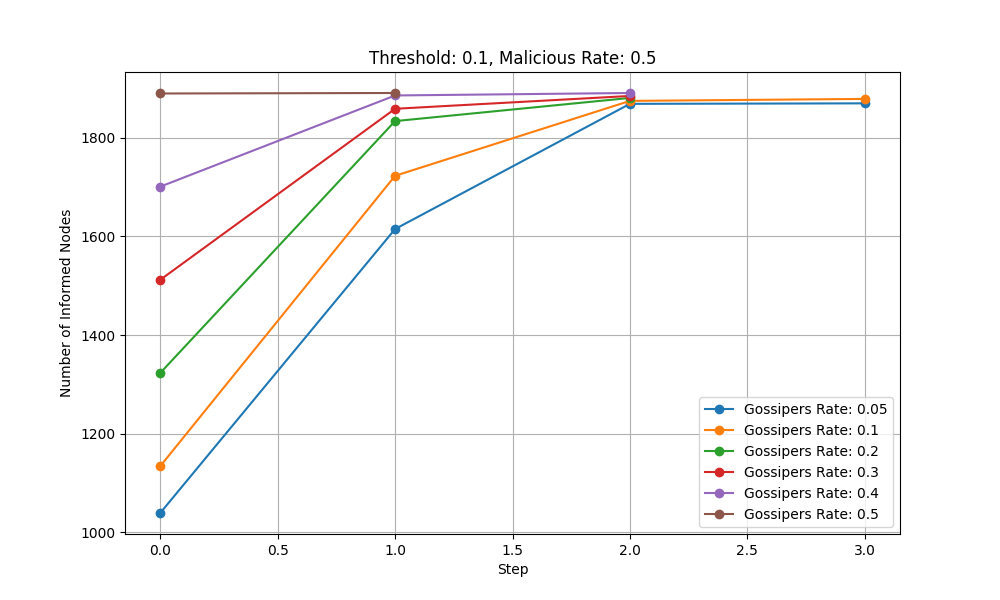 Threshold: 0.1, Malicious Rate: 0.5
Number of Informed Nodes
1800
1600
1400
1200
1000
Gossipers Rate: 0.05
Gossipers Rate: 0.1
Gossipers Rate: 0.2
Gossipers Rate: 0.3
Gossipers Rate: 0.4
Gossipers Rate: 0.5
0.0 0.5 1.0 1.5 2.0 2.5 3.0
Step